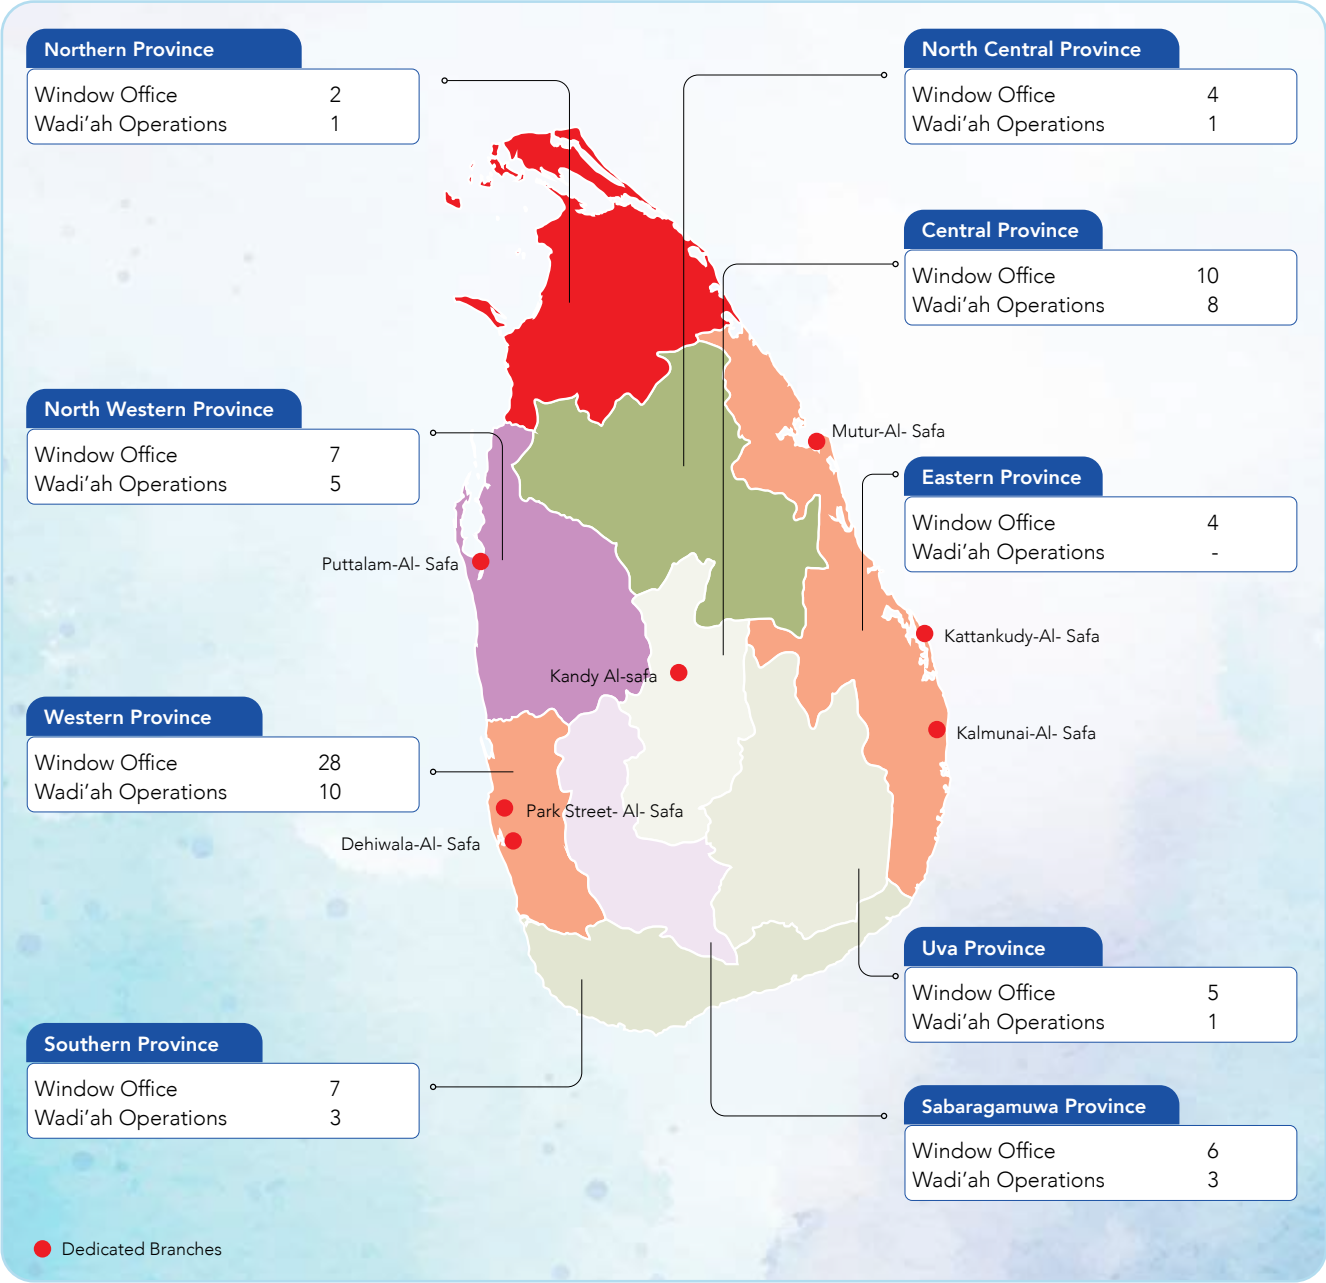 Northern Province
Window Office 2
Wadi’ah Operations 1
North Central Province
Window Office 4
Wadi’ah Operations 1
Central Province
Window Office 10
Wadi’ah Operations 8
North Western Province
Window Office 7
Wadi’ah Operations 5
Mutur-Al- Safa
Eastern Province
Window Office 4
Wadi’ah Operations -
Puttalam-Al- Safa
Kattankudy-Al- Safa
Kandy Al-safa
Western Province
Window Office 28
Wadi’ah Operations 10
Kalmunai-Al- Safa
Park Street- Al- Safa
Dehiwala-Al- Safa
Uva Province
Window Office 5
Wadi’ah Operations 1
Southern Province
Window Office 7
Wadi’ah Operations 3
Sabaragamuwa Province
Window Office 6
Wadi’ah Operations 3
Dedicated Branches